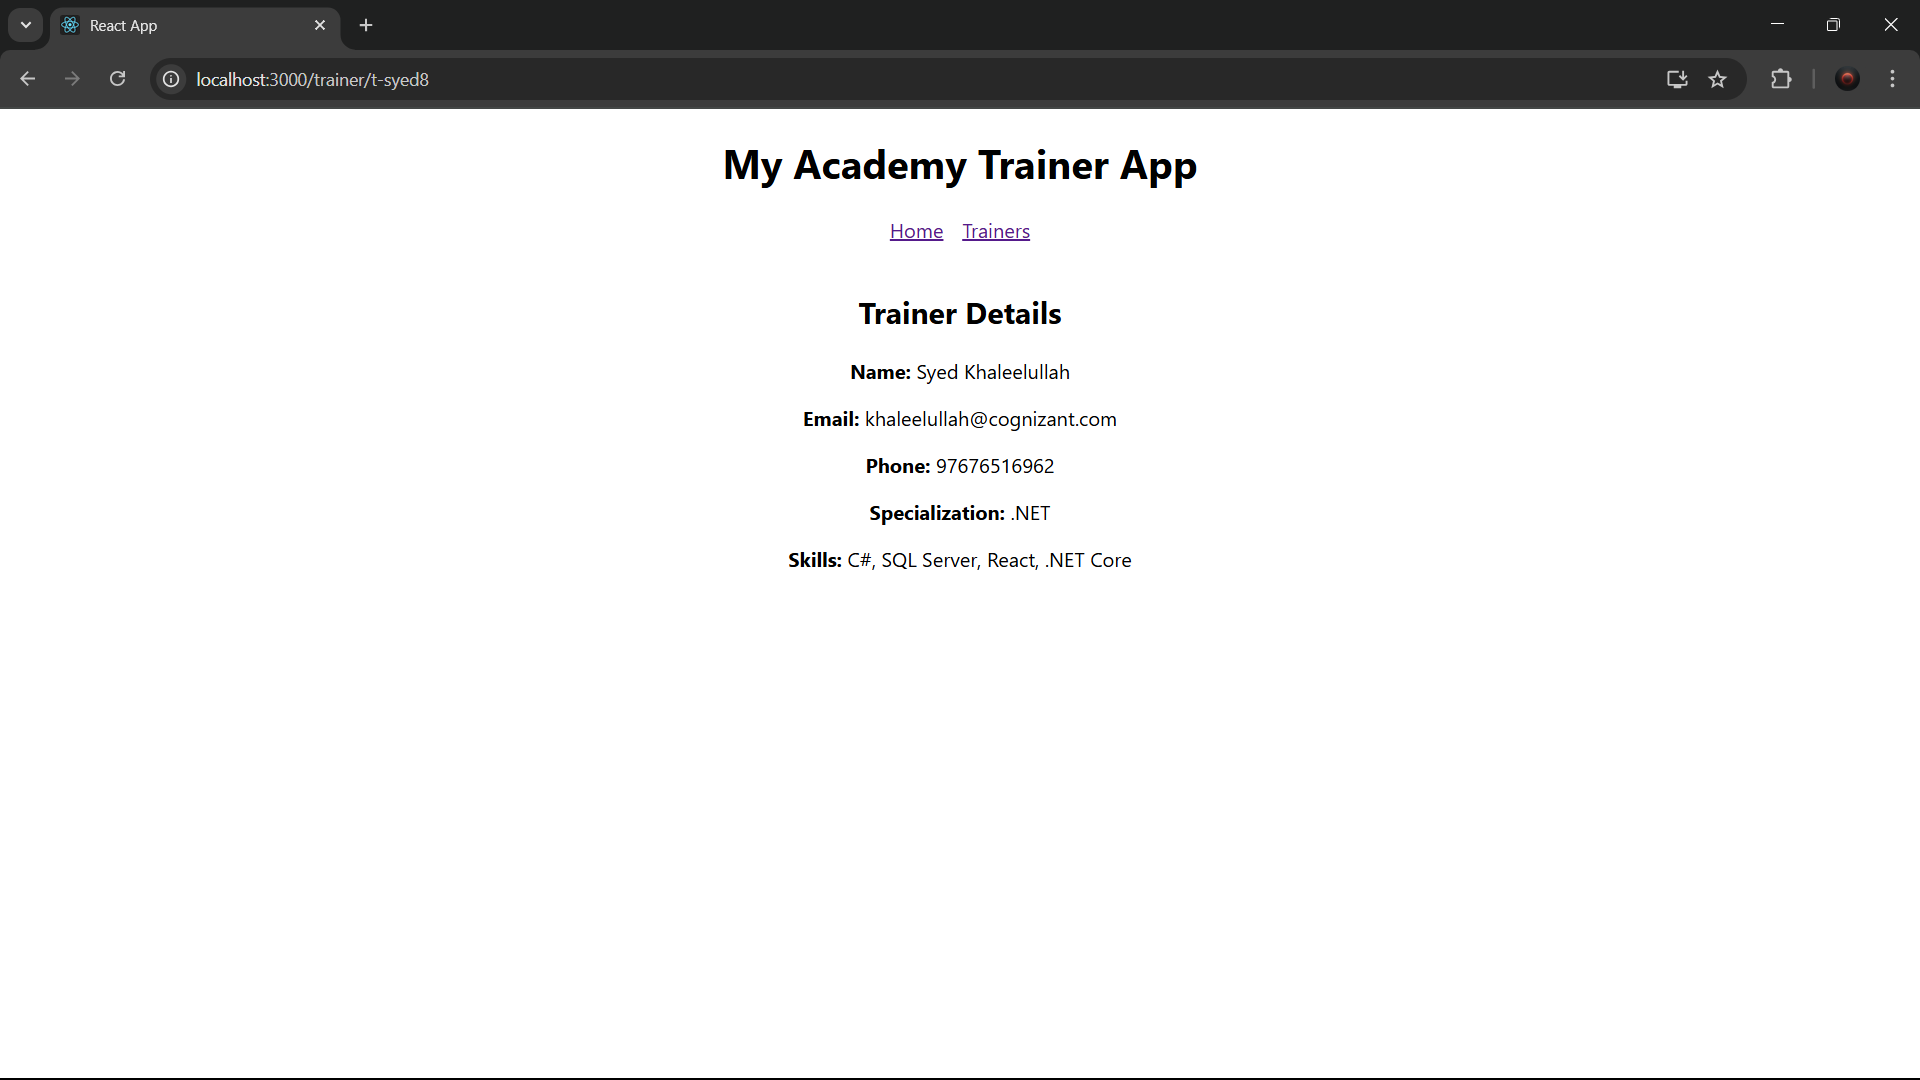 React App
localhost:3000/trainer/t-syed8
My Academy Trainer App
Home Trainers
Trainer Details
Name: Syed Khaleelullah
Email: khaleelullah@cognizant.com
Phone: 97676516962
Specialization: .NET
Skills: C#, SQL Server, React, .NET Core